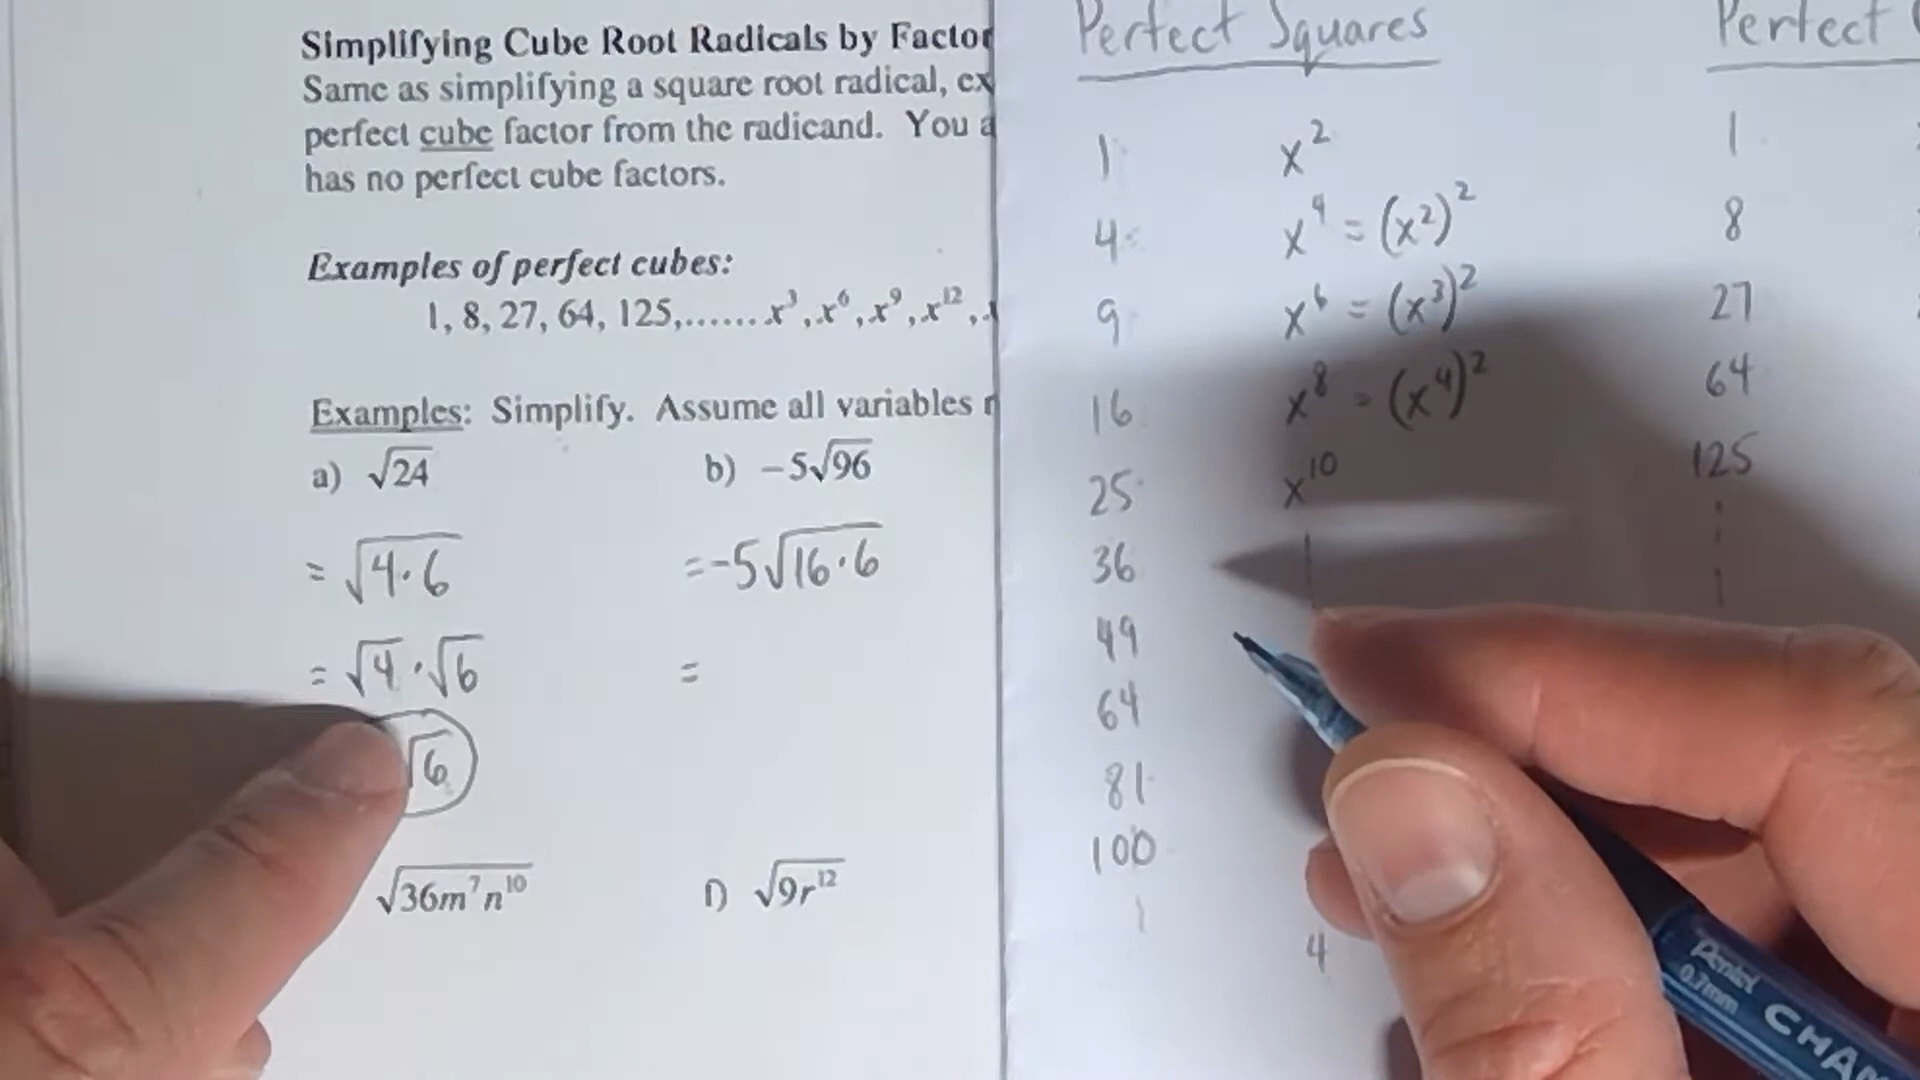 Simplifying Cube Root Radicals by Factor
Same as simplifying a square root radical, ex
perfect cube factor from the radicand. You a
has no perfect cube factors.
Examples of perfect cubes:
1, 8, 27, 64, 125,......x³, x⁶, x⁹, x¹²,
Examples: Simplify. Assume all variables
a) √24
b) −5√96
= √4·6
= -5√16·6
= √4 · √6
=
√6
√36m⁷n¹⁰
f) √9r¹²
Perfect Squares
1 x²
4 x⁴ = (x²)²
9 x⁶ = (x³)²
16 x⁸ = (x⁴)²
25 x¹⁰
36
49
64
81
100
4
Perfect
1
8
27
64
125
Pentel
0.7mm
CHAM